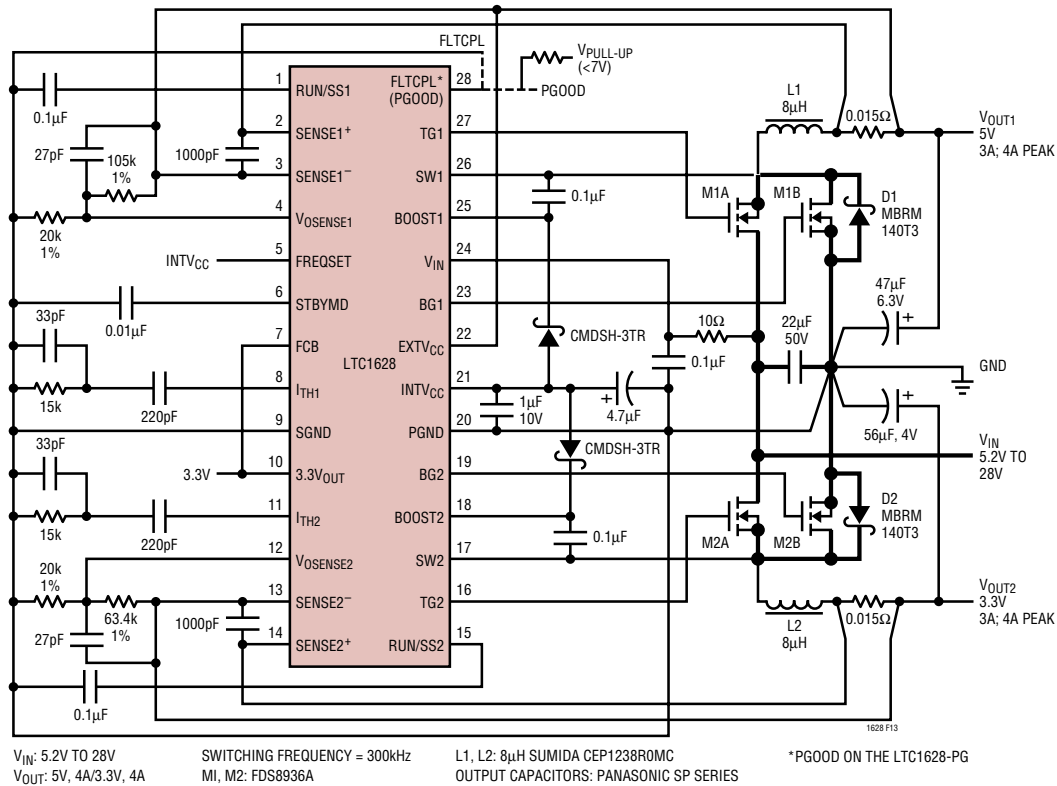 FLTCPL
V_PULL-UP
(<7V)
PGOOD
1
RUN/SS1
FLTCPL*
(PGOOD)
28
0.1µF
2
SENSE1+
TG1
27
27pF
105k
1%
1000pF
3
SENSE1–
SW1
26
20k
1%
4
V_OSENSE1
BOOST1
25
0.1µF
INTV_CC
5
FREQSET
V_IN
24
0.01µF
6
STBYMD
BG1
23
33pF
7
FCB
EXTV_CC
22
CMDSH-3TR
10Ω
0.1µF
LTC1628
15k
220pF
8
I_TH1
INTV_CC
21
1µF
10V
+
4.7µF
9
SGND
PGND
20
33pF
3.3V
10
3.3V_OUT
BG2
19
CMDSH-3TR
15k
220pF
11
I_TH2
BOOST2
18
0.1µF
20k
1%
12
V_OSENSE2
SW2
17
63.4k
1%
13
SENSE2–
TG2
16
27pF
1000pF
14
SENSE2+
RUN/SS2
15
0.1µF
L1
8µH
0.015Ω
V_OUT1
5V
3A; 4A PEAK
M1A
M1B
D1
MBRM
140T3
22µF
50V
47µF
6.3V
+
GND
+
56µF, 4V
V_IN
5.2V TO
28V
M2A
M2B
D2
MBRM
140T3
L2
8µH
0.015Ω
V_OUT2
3.3V
3A; 4A PEAK
1628 F13
V_IN: 5.2V TO 28V
V_OUT: 5V, 4A/3.3V, 4A
SWITCHING FREQUENCY = 300kHz
MI, M2: FDS8936A
L1, L2: 8µH SUMIDA CEP1238R0MC
OUTPUT CAPACITORS: PANASONIC SP SERIES
*PGOOD ON THE LTC1628-PG